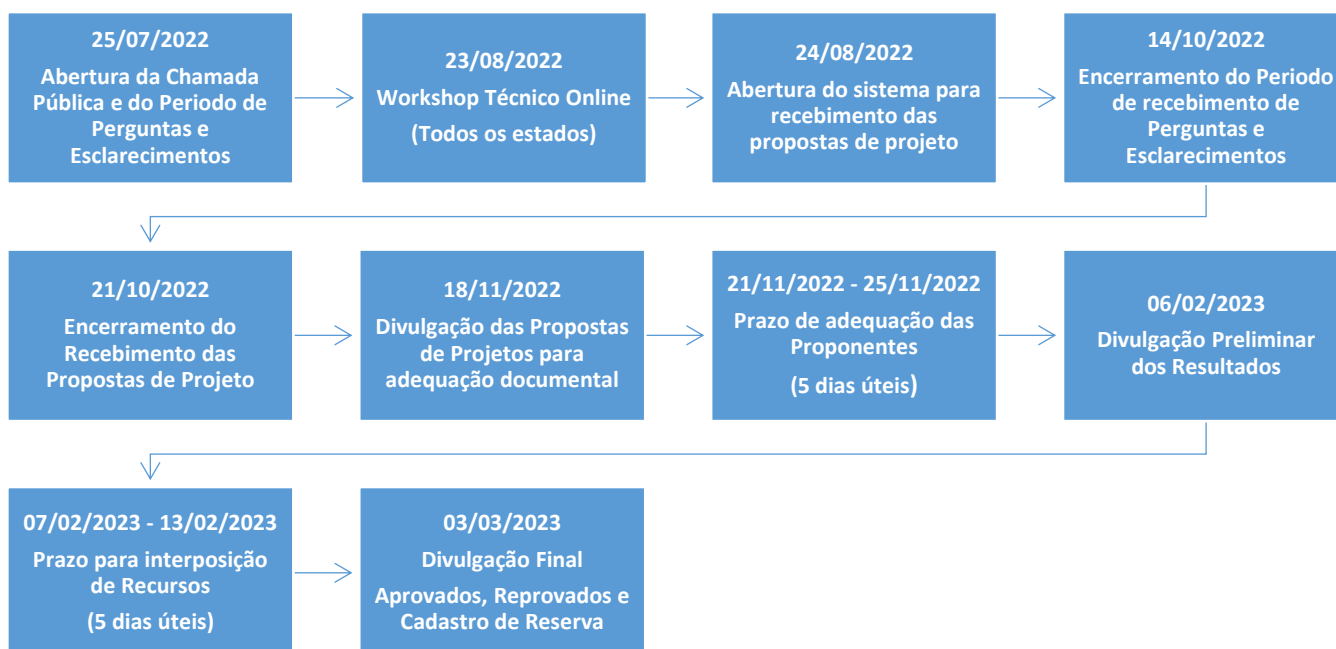 25/07/2022
Abertura da Chamada
Pública e do Periodo de
Perguntas e
Esclarecimentos
23/08/2022
Workshop Técnico Online
(Todos os estados)
24/08/2022
Abertura do sistema para
recebimento das
propostas de projeto
14/10/2022
Encerramento do Periodo
de recebimento de
Perguntas e
Esclarecimentos
21/10/2022
Encerramento do
Recebimento das
Propostas de Projeto
18/11/2022
Divulgação das Propostas
de Projetos para
adequação documental
21/11/2022 - 25/11/2022
Prazo de adequação das
Proponentes
(5 dias úteis)
06/02/2023
Divulgação Preliminar
dos Resultados
07/02/2023 - 13/02/2023
Prazo para interposição
de Recursos
(5 dias úteis)
03/03/2023
Divulgação Final
Aprovados, Reprovados e
Cadastro de Reserva